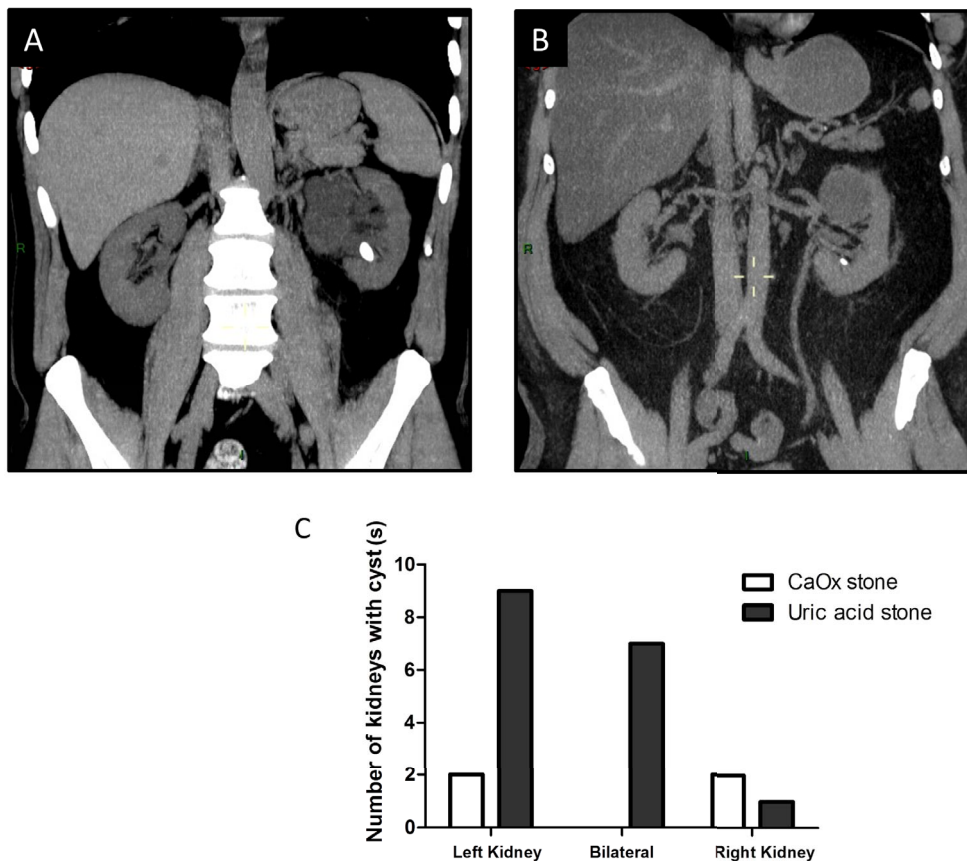 A
B
R
R
C
Number of kidneys with cyst(s)
10
8
6
4
2
0
CaOx stone
Uric acid stone
Left Kidney
Bilateral
Right Kidney